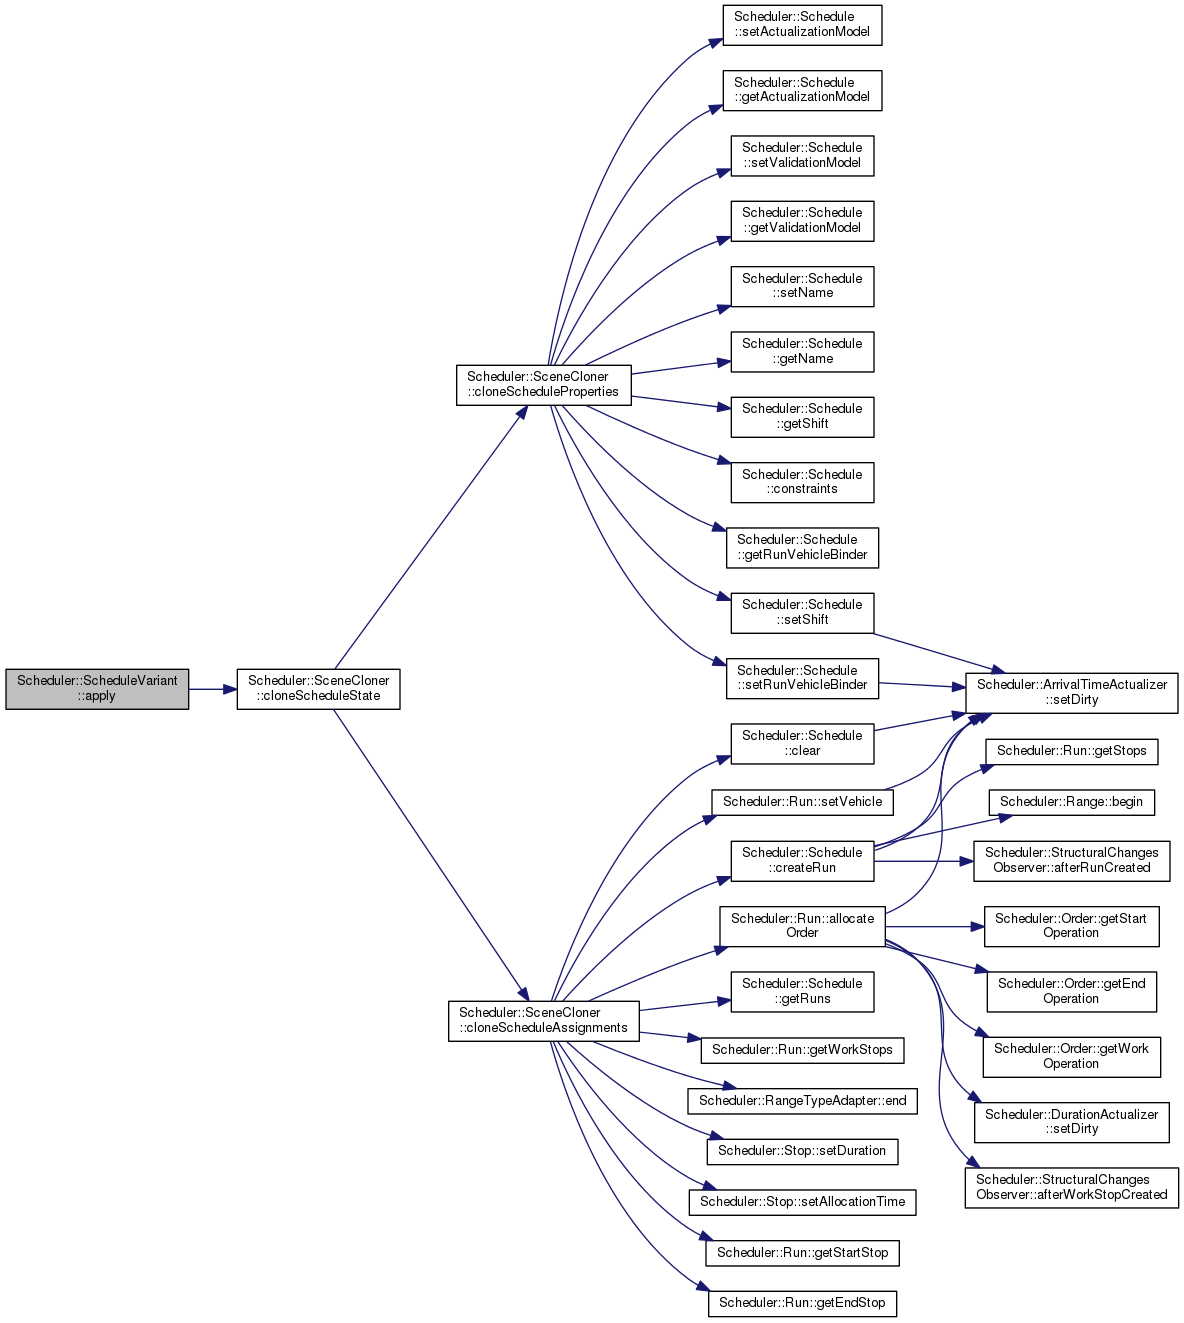 Scheduler::ScheduleVariant
::apply
Scheduler::SceneCloner
::cloneScheduleState
Scheduler::SceneCloner
::cloneScheduleProperties
Scheduler::SceneCloner
::cloneScheduleAssignments
Scheduler::Schedule
::setActualizationModel
Scheduler::Schedule
::getActualizationModel
Scheduler::Schedule
::setValidationModel
Scheduler::Schedule
::getValidationModel
Scheduler::Schedule
::setName
Scheduler::Schedule
::getName
Scheduler::Schedule
::getShift
Scheduler::Schedule
::constraints
Scheduler::Schedule
::getRunVehicleBinder
Scheduler::Schedule
::setShift
Scheduler::Schedule
::setRunVehicleBinder
Scheduler::Schedule
::clear
Scheduler::Run::setVehicle
Scheduler::Schedule
::createRun
Scheduler::Run::allocate
Order
Scheduler::Schedule
::getRuns
Scheduler::Run::getWorkStops
Scheduler::RangeTypeAdapter::end
Scheduler::Stop::setDuration
Scheduler::Stop::setAllocationTime
Scheduler::Run::getStartStop
Scheduler::Run::getEndStop
Scheduler::ArrivalTimeActualizer
::setDirty
Scheduler::Run::getStops
Scheduler::Range::begin
Scheduler::StructuralChanges
Observer::afterRunCreated
Scheduler::Order::getStart
Operation
Scheduler::Order::getEnd
Operation
Scheduler::Order::getWork
Operation
Scheduler::DurationActualizer
::setDirty
Scheduler::StructuralChanges
Observer::afterWorkStopCreated